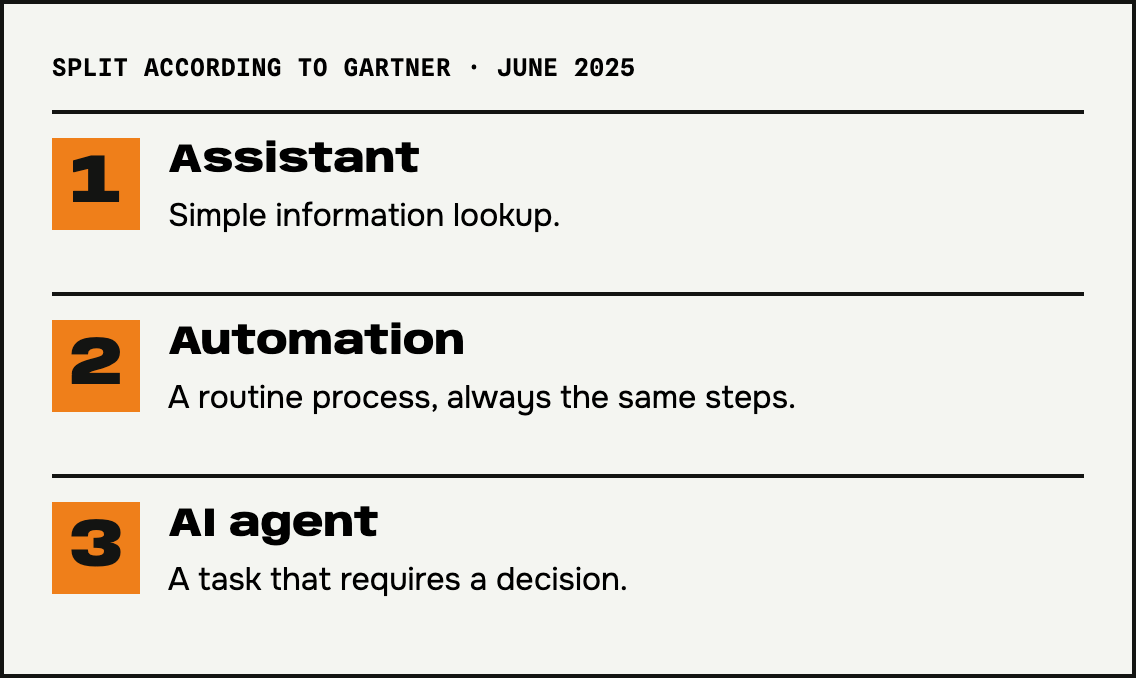 SPLIT ACCORDING TO GARTNER · JUNE 2025
1
Assistant
Simple information lookup.
2
Automation
A routine process, always the same steps.
3
AI agent
A task that requires a decision.